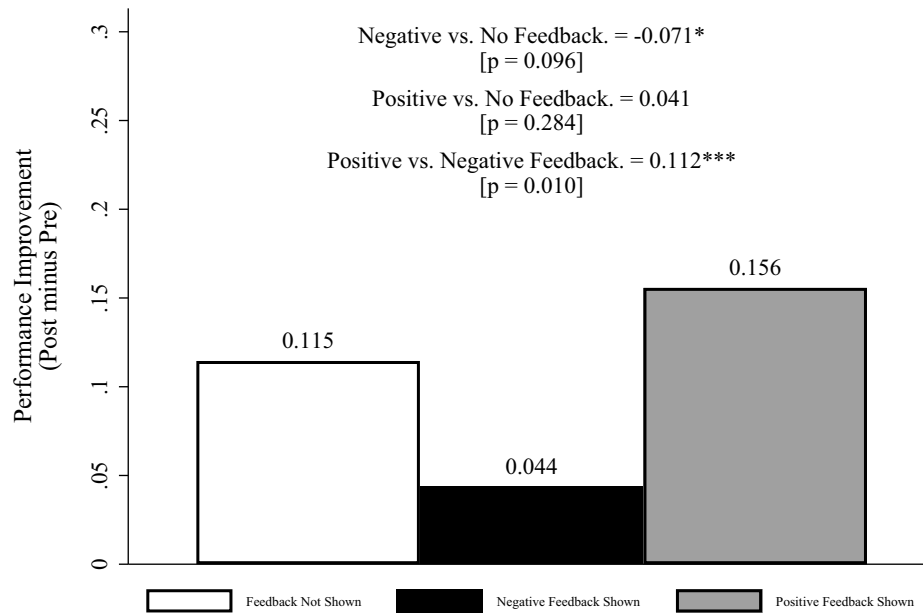 Performance Improvement
(Post minus Pre)
.3
.25
.2
.15
.1
.05
0
Negative vs. No Feedback. = -0.071*
[p = 0.096]
Positive vs. No Feedback. = 0.041
[p = 0.284]
Positive vs. Negative Feedback. = 0.112***
[p = 0.010]
0.115
0.044
0.156
Feedback Not Shown
Negative Feedback Shown
Positive Feedback Shown